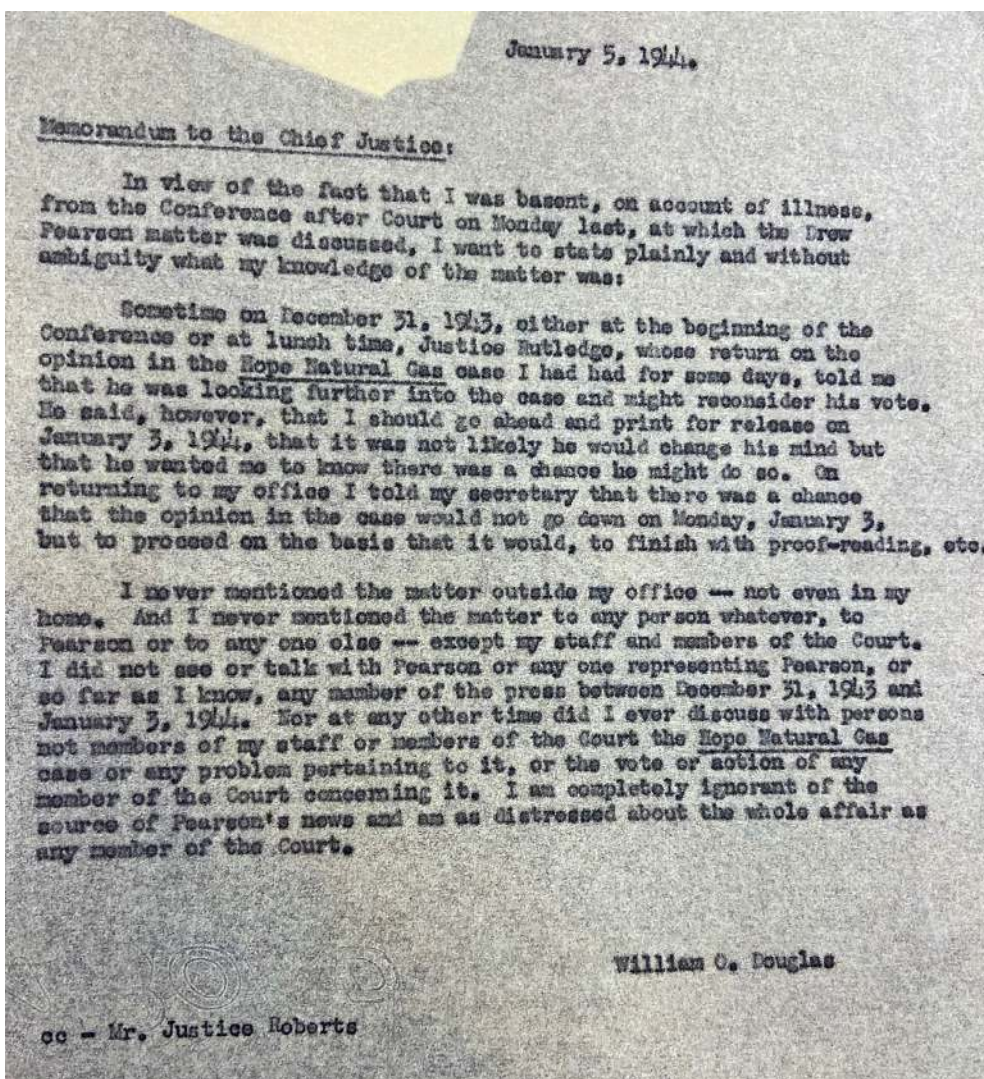 January 5, 1944.
Memorandum to the Chief Justice:
In view of the fact that I was basent, on account of illness,
from the Conference after Court on Monday last, at which the Drew
Pearson matter was discussed, I want to state plainly and without
ambiguity what my knowledge of the matter was:
Sometime on December 31, 1943, either at the beginning of the
Conference or at lunch time, Justice Rutledge, whose return on the
opinion in the Hope Natural Gas case I had had for some days, told me
that he was looking further into the case and might reconsider his vote.
He said, however, that I should go ahead and print for release on
January 3, 1944, that it was not likely he would change his mind but
that he wanted me to know there was a chance he might do so. On
returning to my office I told my secretary that there was a chance
that the opinion in the case would not go down on Monday, January 3,
but to proceed on the basis that it would, to finish with proof-reading, etc.
I never mentioned the matter outside my office -- not even in my
home. And I never mentioned the matter to any person whatever, to
Pearson or to any one else -- except my staff and members of the Court.
I did not see or talk with Pearson or any one representing Pearson, or
so far as I know, any member of the press between December 31, 1943 and
January 3, 1944. Nor at any other time did I ever discuss with persons
not members of my staff or members of the Court the Hope Natural Gas
case or any problem pertaining to it, or the vote or action of any
member of the Court concerning it. I am completely ignorant of the
source of Pearson's news and am as distressed about the whole affair as
any member of the Court.
William O. Douglas
cc - Mr. Justice Roberts